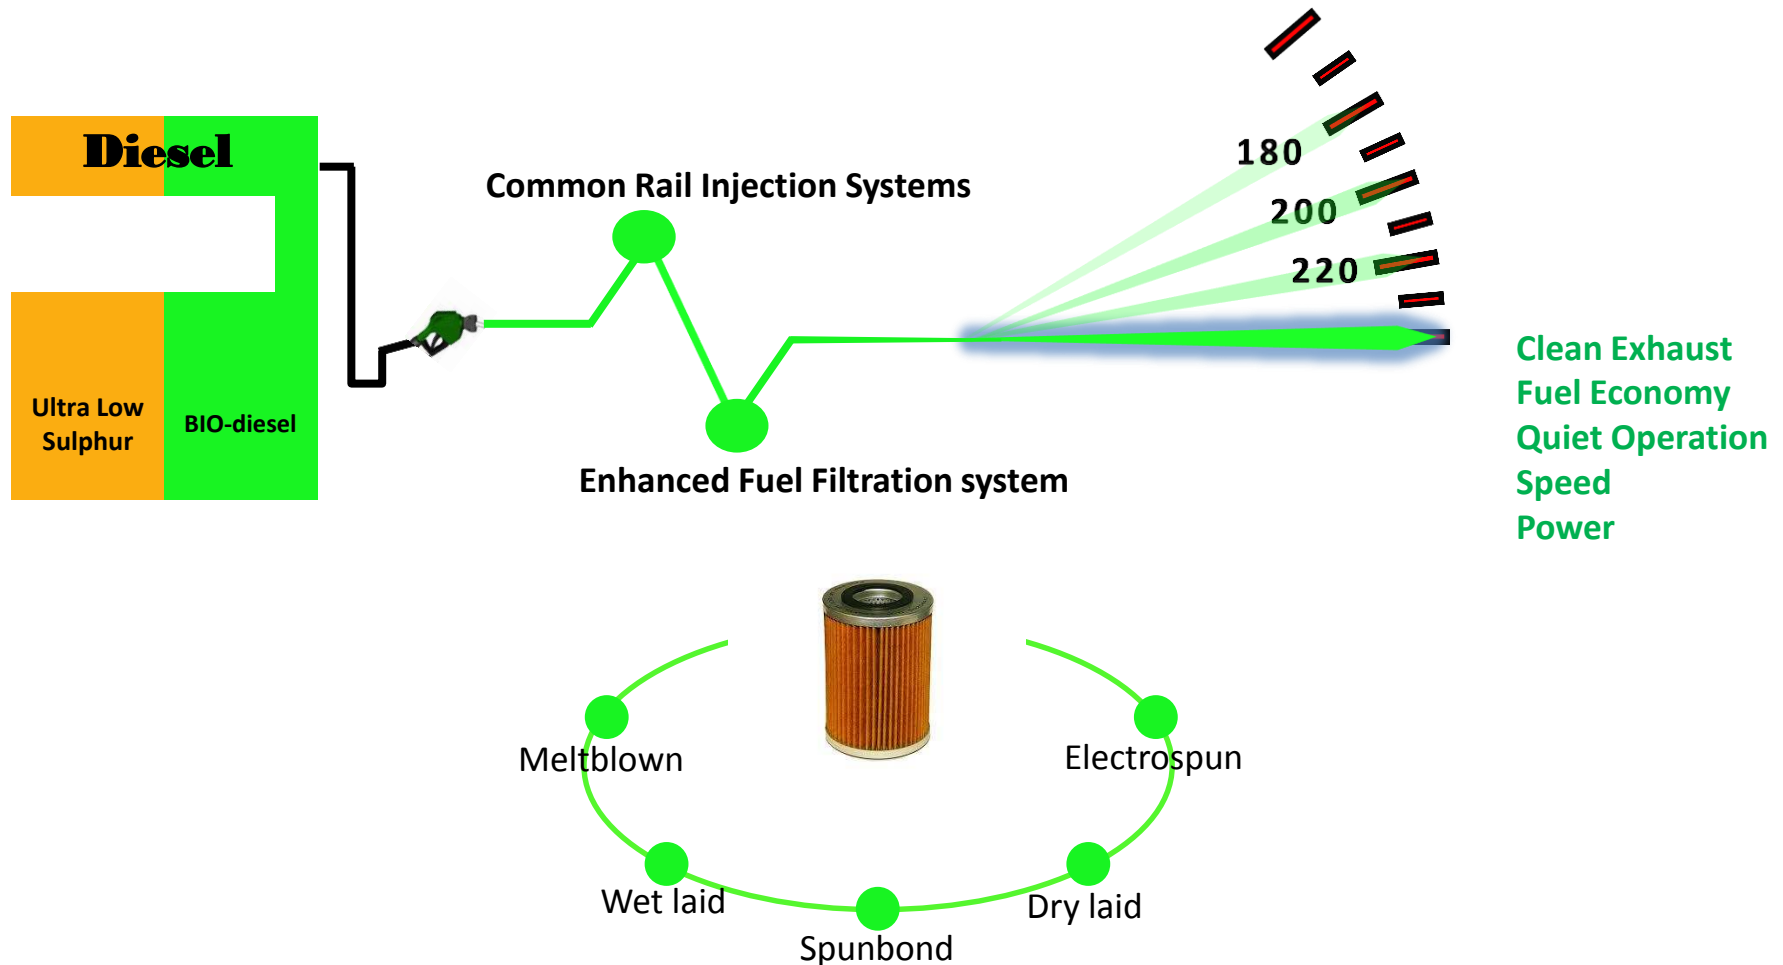 Diesel
Ultra Low
Sulphur
BIO-diesel
Common Rail Injection Systems
Enhanced Fuel Filtration system
180
200
220
Clean Exhaust
Fuel Economy
Quiet Operation
Speed
Power
Meltblown
Electrospun
Wet laid
Dry laid
Spunbond